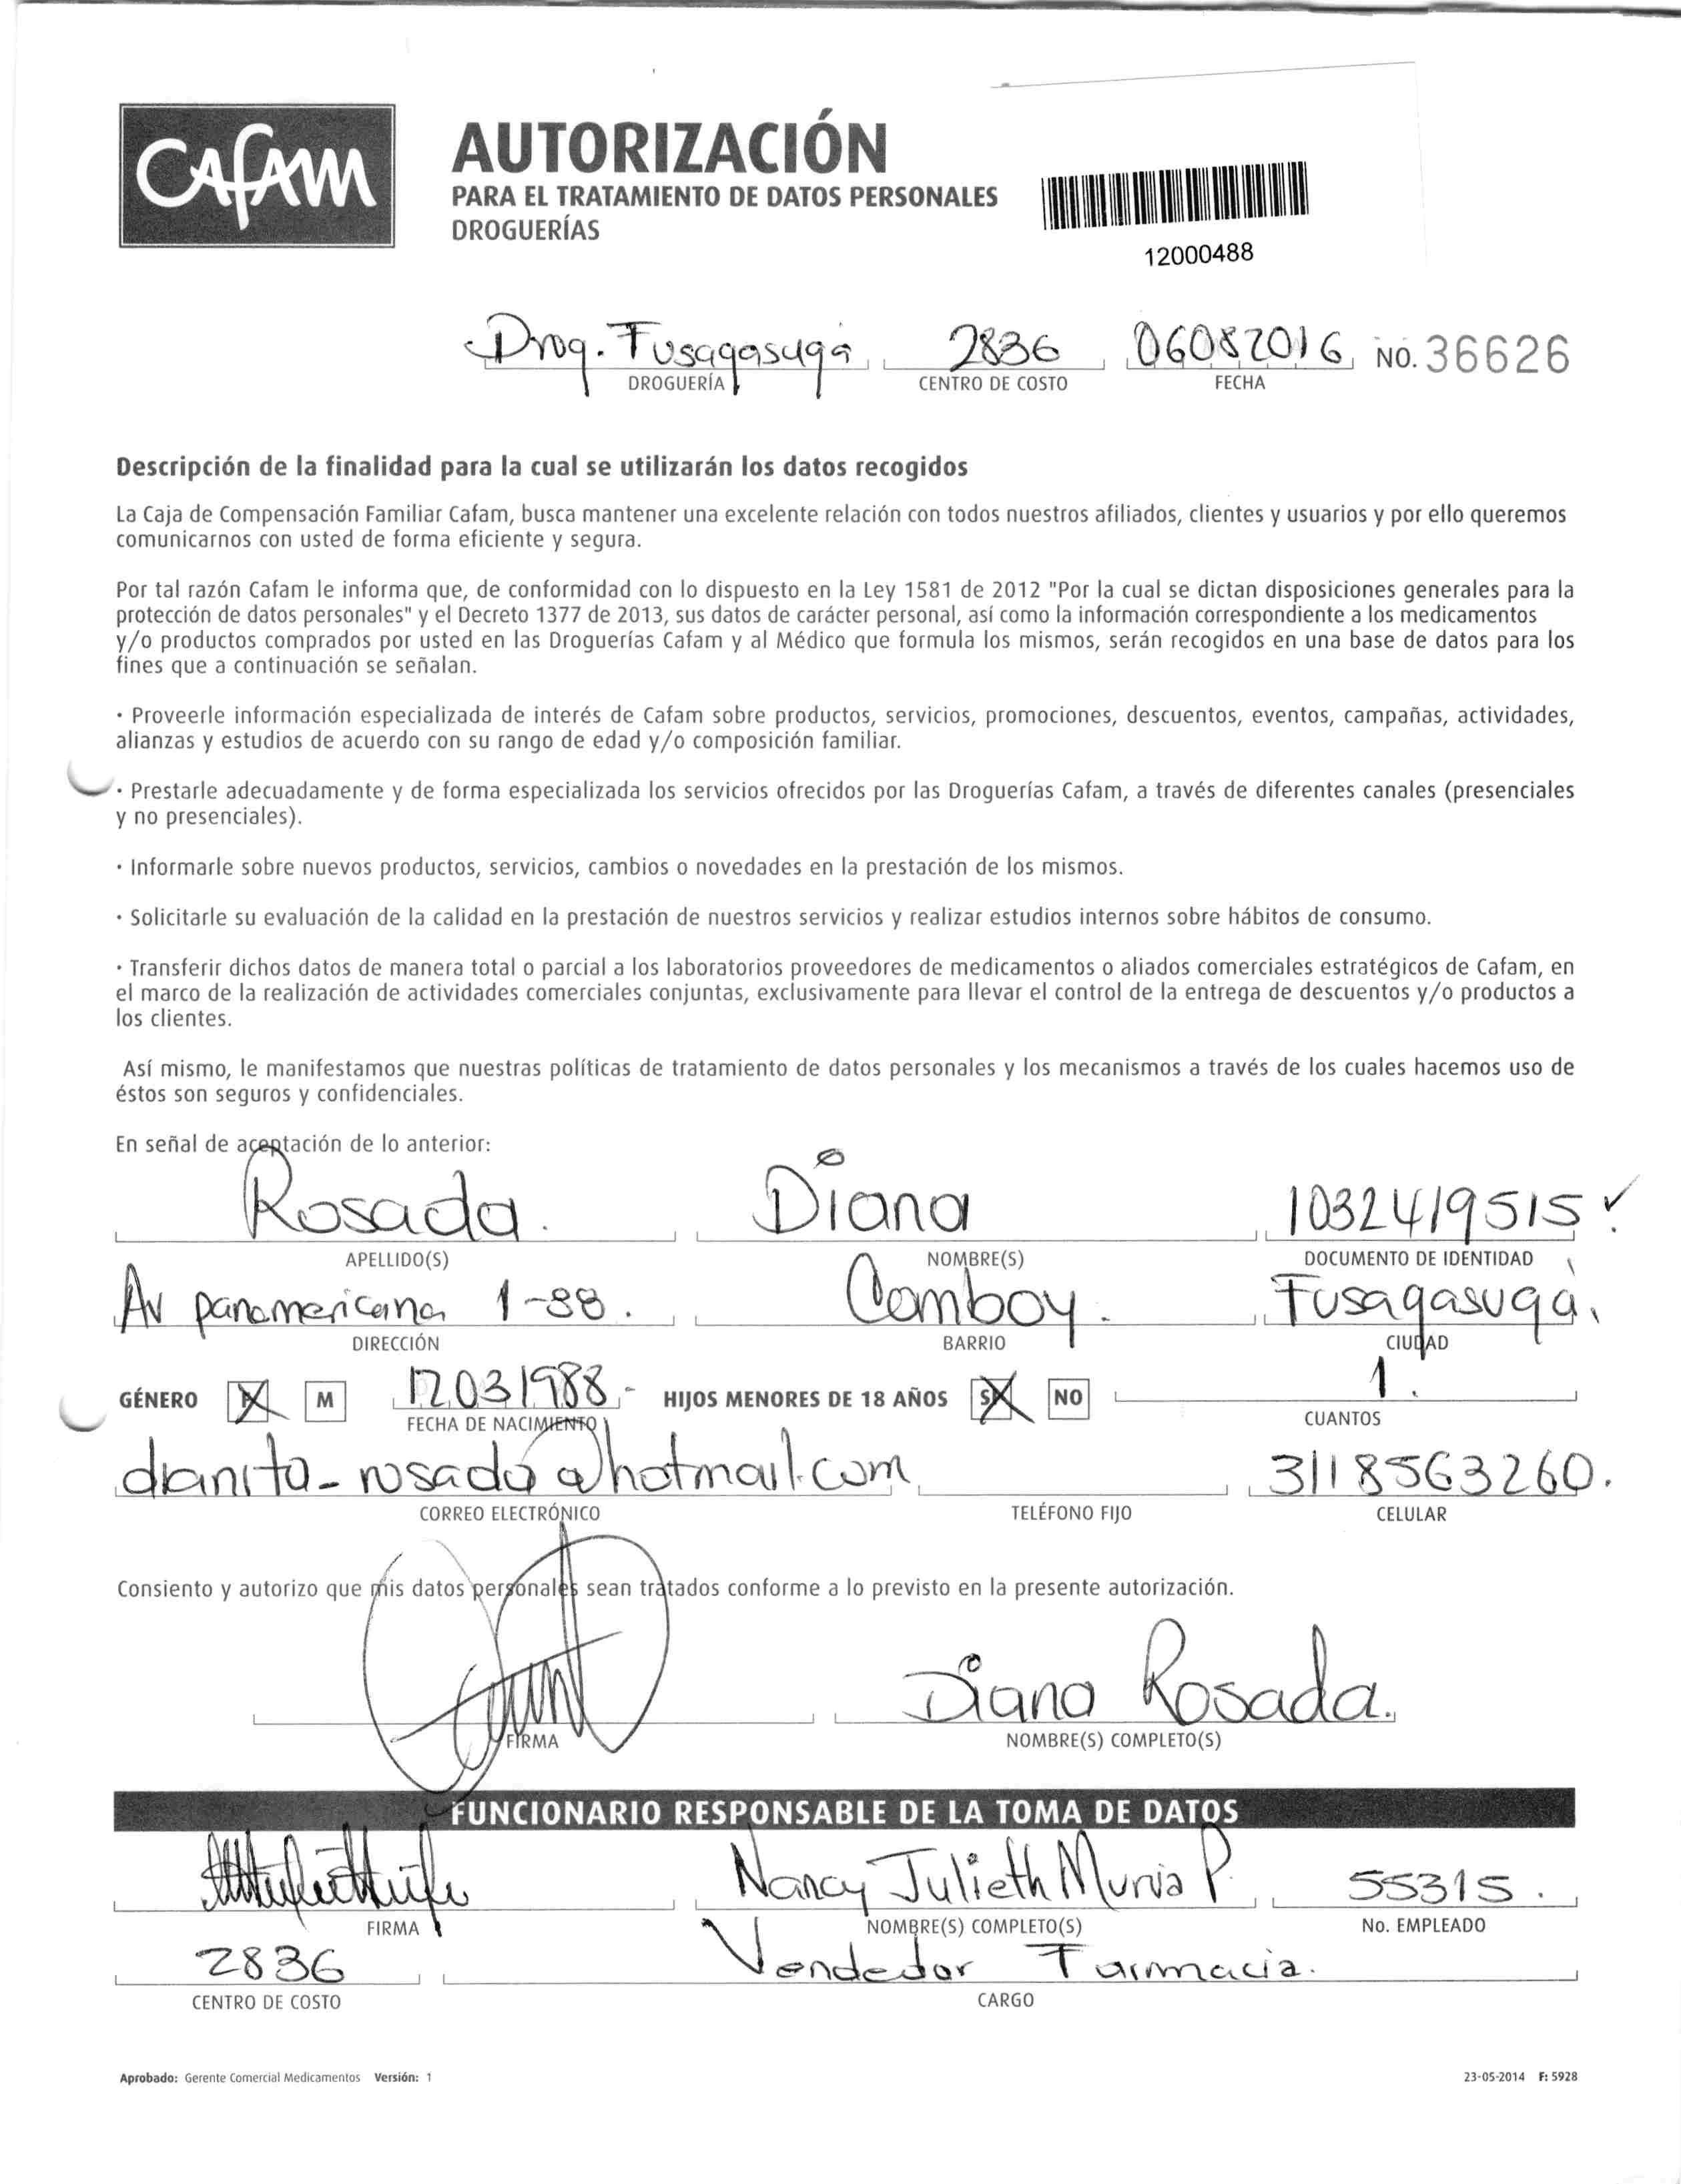 CAFAM
AUTORIZACIÓN
PARA EL TRATAMIENTO DE DATOS PERSONALES
DROGUERÍAS
12000488
Drog. Fusagasuga 2836 06082016 NO. 36626
DROGUERÍA CENTRO DE COSTO FECHA
Descripción de la finalidad para la cual se utilizarán los datos recogidos
La Caja de Compensación Familiar Cafam, busca mantener una excelente relación con todos nuestros afiliados, clientes y usuarios y por ello queremos
comunicarnos con usted de forma eficiente y segura.
Por tal razón Cafam le informa que, de conformidad con lo dispuesto en la Ley 1581 de 2012 "Por la cual se dictan disposiciones generales para la
protección de datos personales" y el Decreto 1377 de 2013, sus datos de carácter personal, así como la información correspondiente a los medicamentos
y/o productos comprados por usted en las Droguerías Cafam y al Médico que formula los mismos, serán recogidos en una base de datos para los
fines que a continuación se señalan.
· Proveerle información especializada de interés de Cafam sobre productos, servicios, promociones, descuentos, eventos, campañas, actividades,
alianzas y estudios de acuerdo con su rango de edad y/o composición familiar.
· Prestarle adecuadamente y de forma especializada los servicios ofrecidos por las Droguerías Cafam, a través de diferentes canales (presenciales
y no presenciales).
· Informarle sobre nuevos productos, servicios, cambios o novedades en la prestación de los mismos.
· Solicitarle su evaluación de la calidad en la prestación de nuestros servicios y realizar estudios internos sobre hábitos de consumo.
· Transferir dichos datos de manera total o parcial a los laboratorios proveedores de medicamentos o aliados comerciales estratégicos de Cafam, en
el marco de la realización de actividades comerciales conjuntas, exclusivamente para llevar el control de la entrega de descuentos y/o productos a
los clientes.
Así mismo, le manifestamos que nuestras políticas de tratamiento de datos personales y los mecanismos a través de los cuales hacemos uso de
éstos son seguros y confidenciales.
En señal de aceptación de lo anterior:
Rosada. Diana 1032419515
APELLIDO(S) NOMBRE(S) DOCUMENTO DE IDENTIDAD
Av panamericana 1-88. Camboy. Fusagasuga.
DIRECCIÓN BARRIO CIUDAD
GÉNERO M 12031988- HIJOS MENORES DE 18 AÑOS SI NO 1.
FECHA DE NACIMIENTO CUANTOS
dianita_rosada@hotmail.com 3118563260.
CORREO ELECTRÓNICO TELÉFONO FIJO CELULAR
Consiento y autorizo que mis datos personales sean tratados conforme a lo previsto en la presente autorización.
Diana Rosada.
FIRMA NOMBRE(S) COMPLETO(S)
FUNCIONARIO RESPONSABLE DE LA TOMA DE DATOS
Nancy Julieth P. 55315.
FIRMA NOMBRE(S) COMPLETO(S) No. EMPLEADO
2836 Vendedor Farmacia.
CENTRO DE COSTO CARGO
Aprobado: Gerente Comercial Medicamentos Versión: 1 23-05-2014 F: 5928